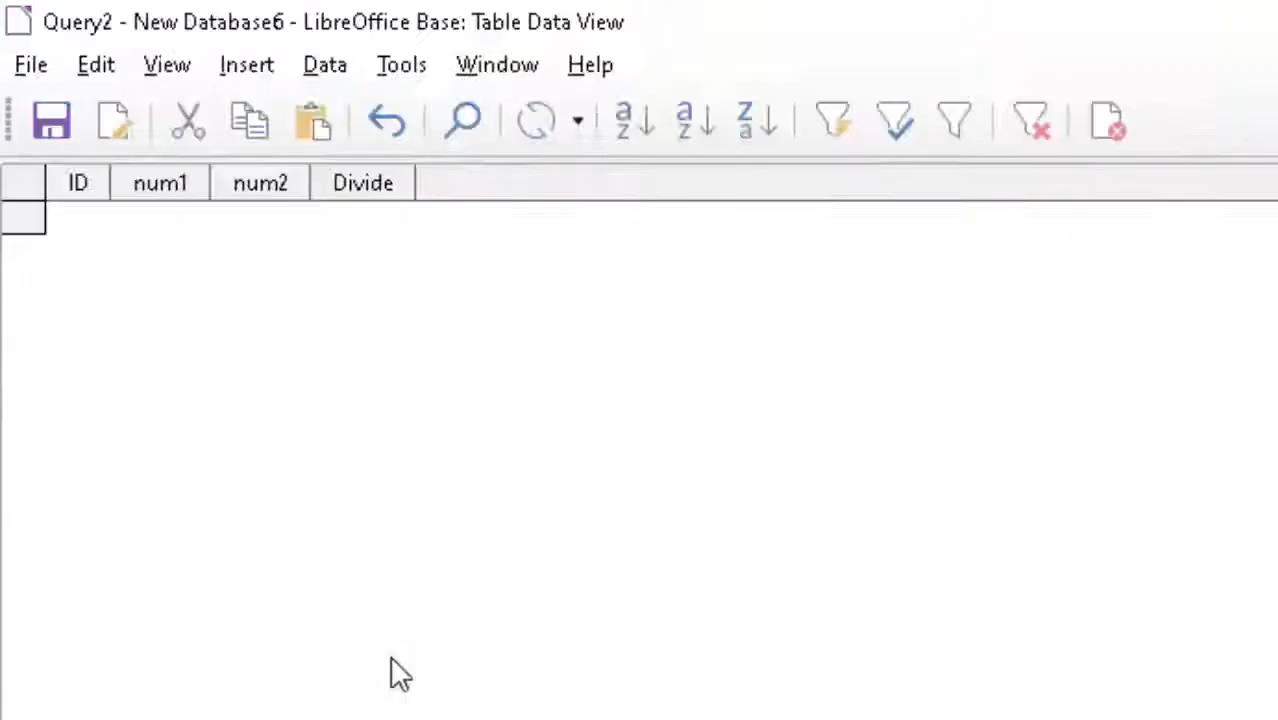 Query2 - New Database6 - LibreOffice Base: Table Data View
File Edit View Insert Data Tools Window Help
ID num1 num2 Divide